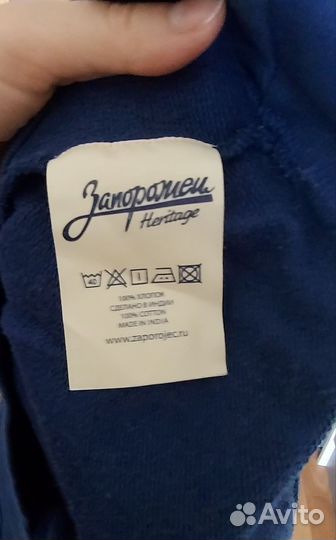 Запорожец
Heritage
40
100% ХЛОПОК
СДЕЛАНО В ИНДИИ
100% COTTON
MADE IN INDIA
www.zaporojec.ru
Avito